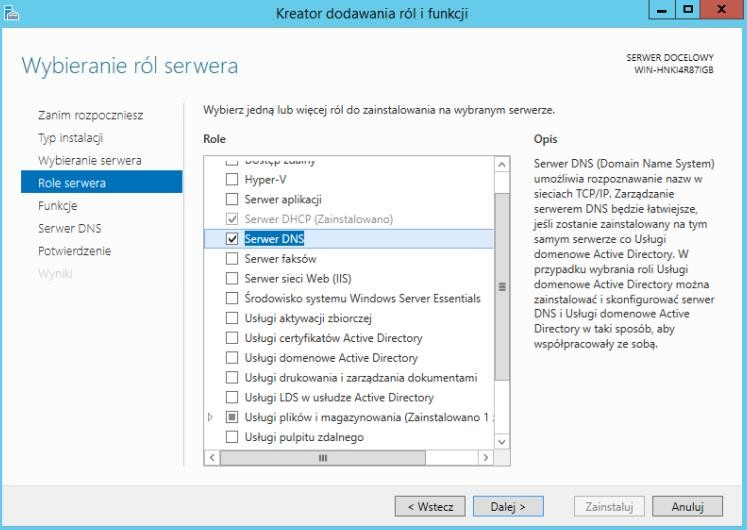 Kreator dodawania ról i funkcji
Wybieranie ról serwera
SERWER DOCELOWY
WIN-HNKI4R87IGB
Zanim rozpoczniesz
Typ instalacji
Wybieranie serwera
Role serwera
Funkcje
Serwer DNS
Potwierdzenie
Wyniki
Wybierz jedną lub więcej ról do zainstalowania na wybranym serwerze.
Role
Dostęp zdalny
Hyper-V
Serwer aplikacji
Serwer DHCP (Zainstalowano)
Serwer DNS
Serwer faksów
Serwer sieci Web (IIS)
Środowisko systemu Windows Server Essentials
Usługi aktywacji zbiorczej
Usługi certyfikatów Active Directory
Usługi domenowe Active Directory
Usługi drukowania i zarządzania dokumentami
Usługi LDS w usłudze Active Directory
Usługi plików i magazynowania (Zainstalowano 1 z
Usługi pulpitu zdalnego
Opis
Serwer DNS (Domain Name System)
umożliwia rozpoznawanie nazw w
sieciach TCP/IP. Zarządzanie
serwerem DNS będzie łatwiejsze,
jeśli zostanie zainstalowany na tym
samym serwerze co Usługi
domenowe Active Directory. W
przypadku wybrania roli Usługi
domenowe Active Directory można
zainstalować i skonfigurować serwer
DNS i Usługi domenowe Active
Directory w taki sposób, aby
współpracowały ze sobą.
< Wstecz
Dalej >
Zainstaluj
Anuluj